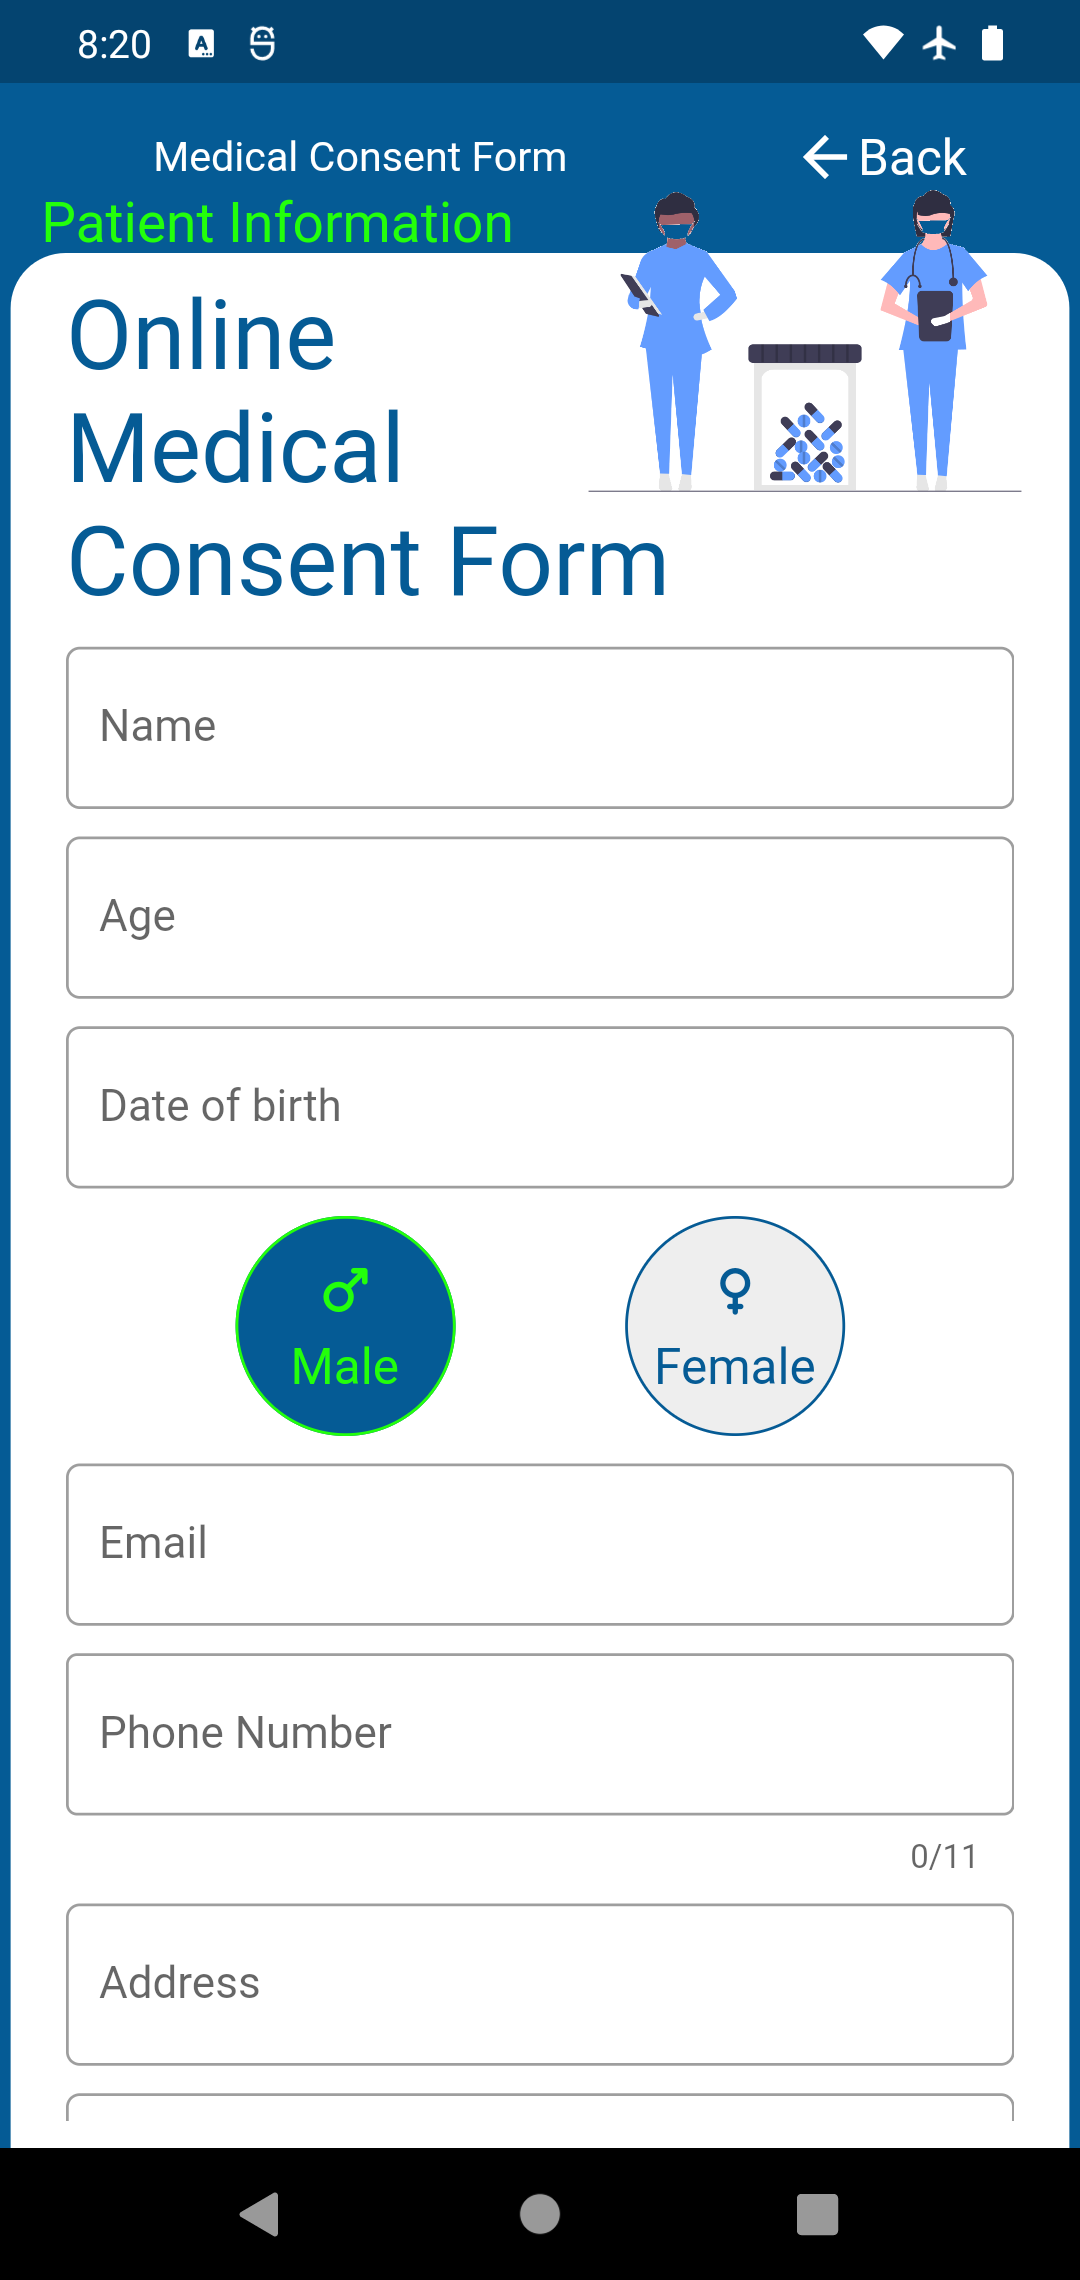 8:20
Medical Consent Form
Back
Patient Information
Online
Medical
Consent Form
Name
Age
Date of birth
Male
Female
Email
Phone Number
0/11
Address